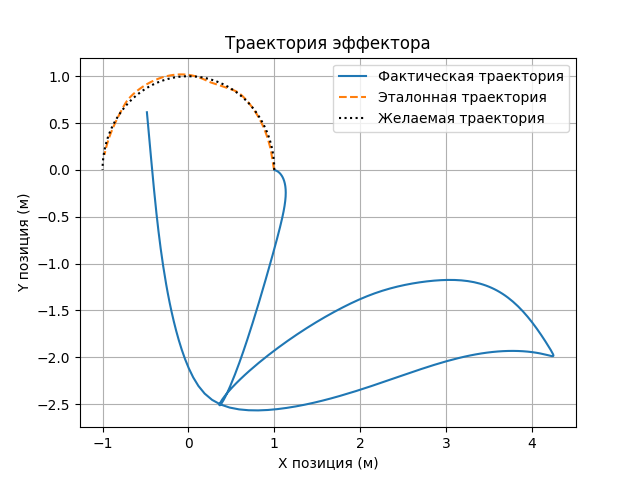 Траектория эффектора
Фактическая траектория
Эталонная траектория
Желаемая траектория
Y позиция (м)
1.0
0.5
0.0
−0.5
−1.0
−1.5
−2.0
−2.5
−1
0
1
2
3
4
X позиция (м)